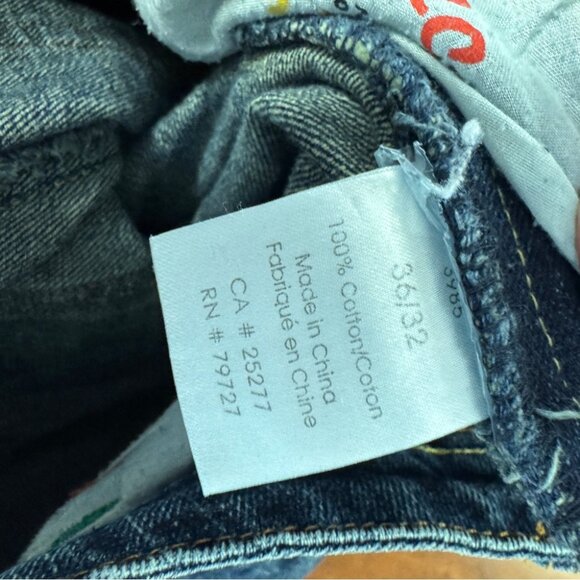 36/32
100% Cotton/Coton
Made in China
Fabriqué en Chine
CA # 25277
RN # 79727